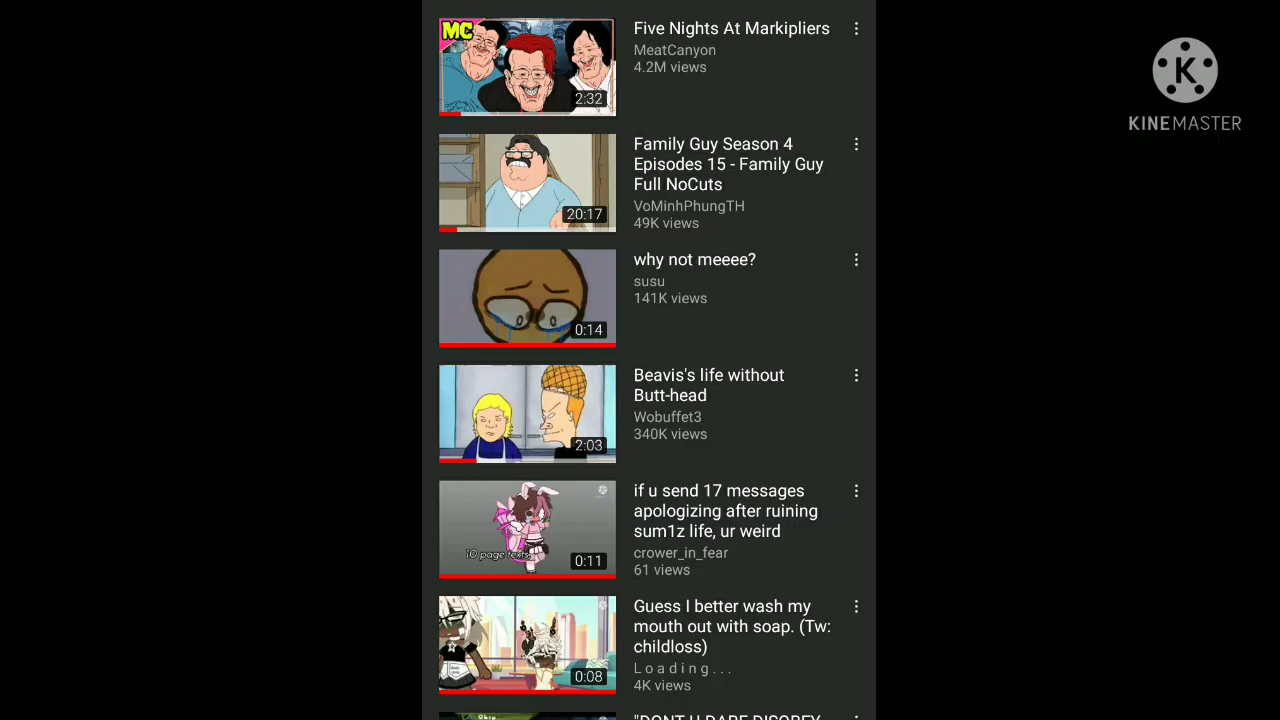 MC
2:32
Five Nights At Markipliers
MeatCanyon
4.2M views
KINEMASTER
20:17
Family Guy Season 4
Episodes 15 - Family Guy
Full NoCuts
VoMinhPhungTH
49K views
0:14
why not meeee?
susu
141K views
2:03
Beavis's life without
Butt-head
Wobuffet3
340K views
10 page texts,
0:11
if u send 17 messages
apologizing after ruining
sum1z life, ur weird
crower_in_fear
61 views
0:08
Guess I better wash my
mouth out with soap. (Tw:
childloss)
L o a d i n g . . .
4K views
"DONT U DARE DISOBEY